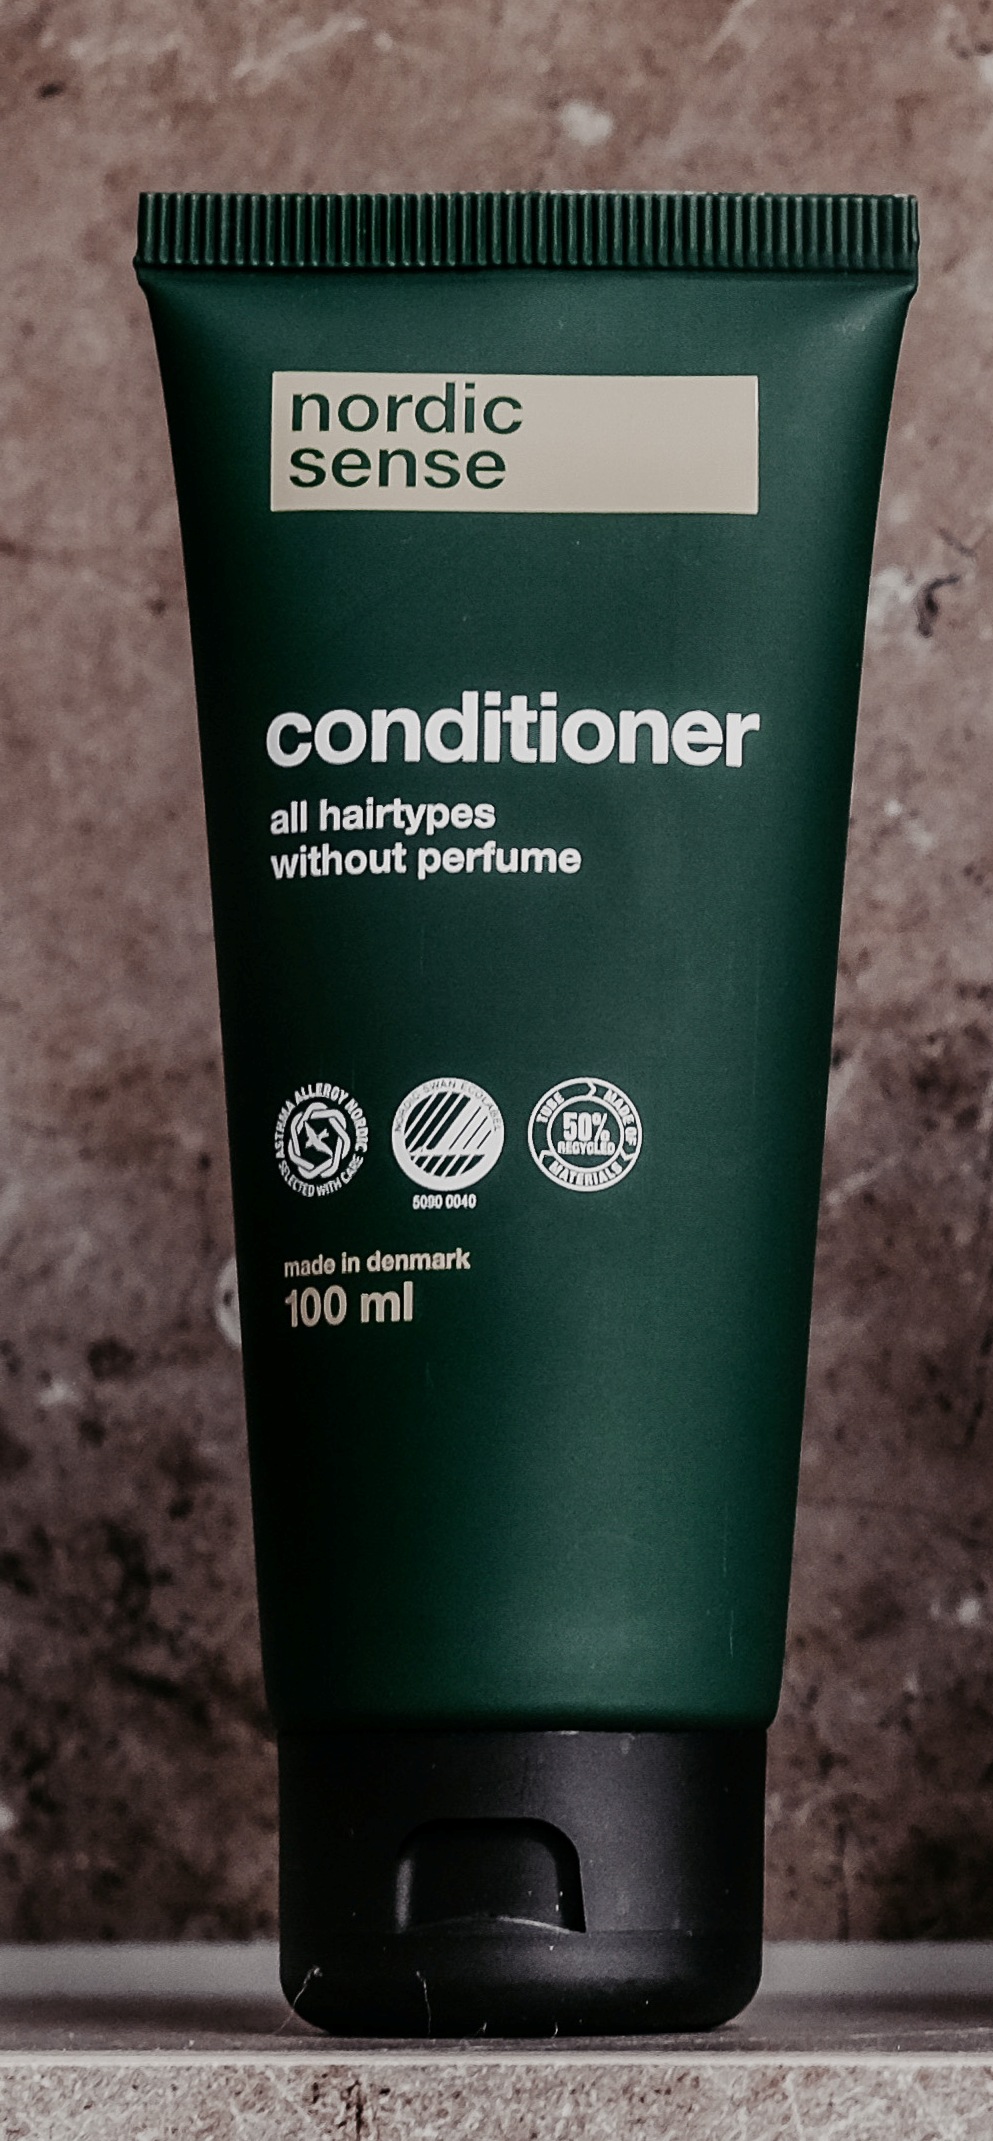 nordic
sense
conditioner
all hairtypes
without perfume
ASTHMA ALLERGY NORDIC
SELECTED WITH CARE
NORDIC SWAN ECOLABEL
5090 0040
TUBE MADE OF
50%
RECYCLED
MATERIALS
made in denmark
100 ml